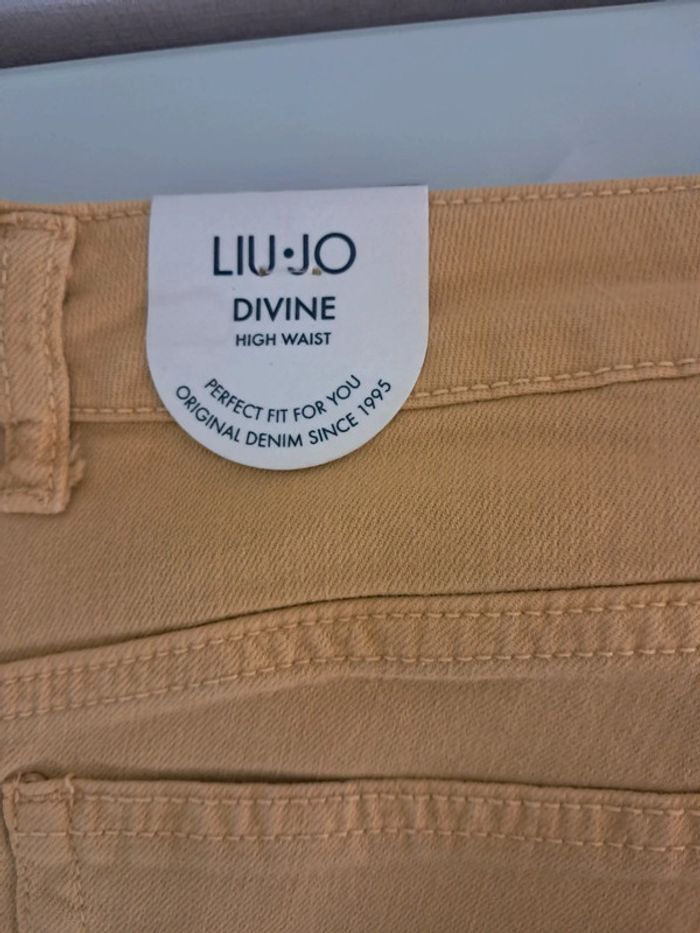 LIU•JO
DIVINE
HIGH WAIST
PERFECT FIT FOR YOU
ORIGINAL DENIM SINCE 1995